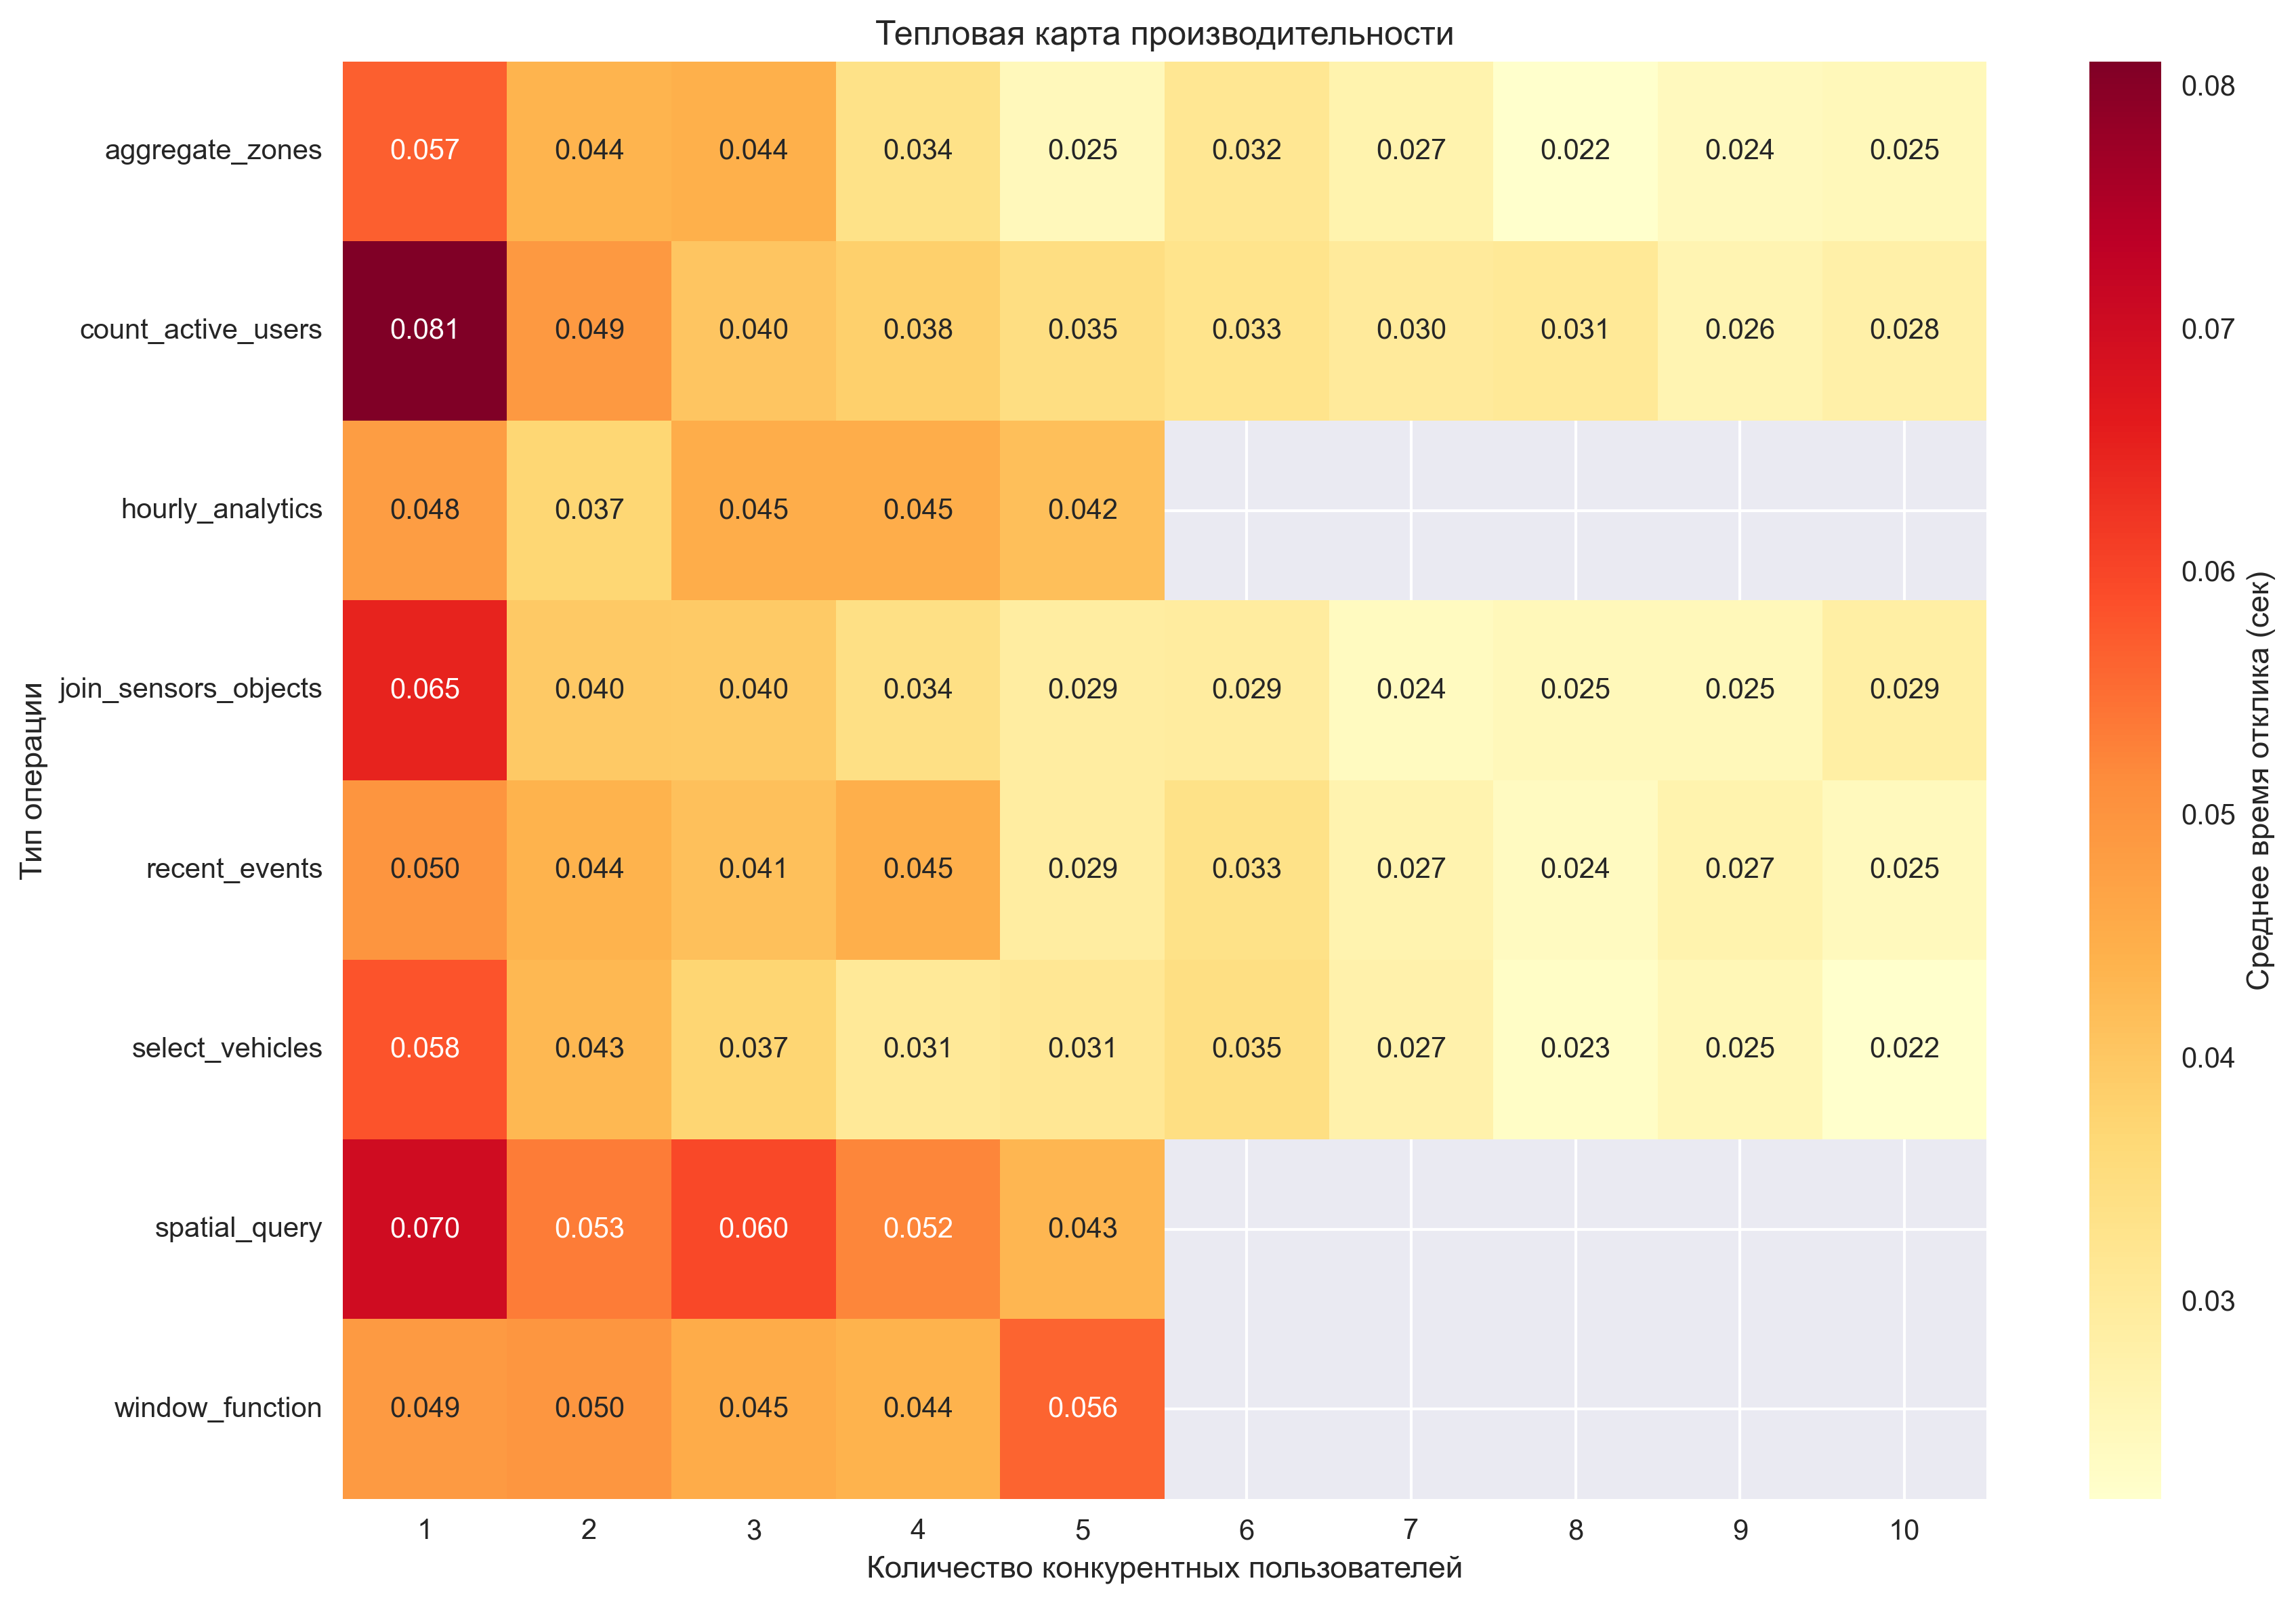 Тепловая карта производительности
aggregate_zones 0.057 0.044 0.044 0.034 0.025 0.032 0.027 0.022 0.024 0.025
count_active_users 0.081 0.049 0.040 0.038 0.035 0.033 0.030 0.031 0.026 0.028
hourly_analytics 0.048 0.037 0.045 0.045 0.042
join_sensors_objects 0.065 0.040 0.040 0.034 0.029 0.029 0.024 0.025 0.025 0.029
recent_events 0.050 0.044 0.041 0.045 0.029 0.033 0.027 0.024 0.027 0.025
select_vehicles 0.058 0.043 0.037 0.031 0.031 0.035 0.027 0.023 0.025 0.022
spatial_query 0.070 0.053 0.060 0.052 0.043
window_function 0.049 0.050 0.045 0.044 0.056
1 2 3 4 5 6 7 8 9 10
Количество конкурентных пользователей
Тип операции
0.08
0.07
0.06
0.05
0.04
0.03
Среднее время отклика (сек)